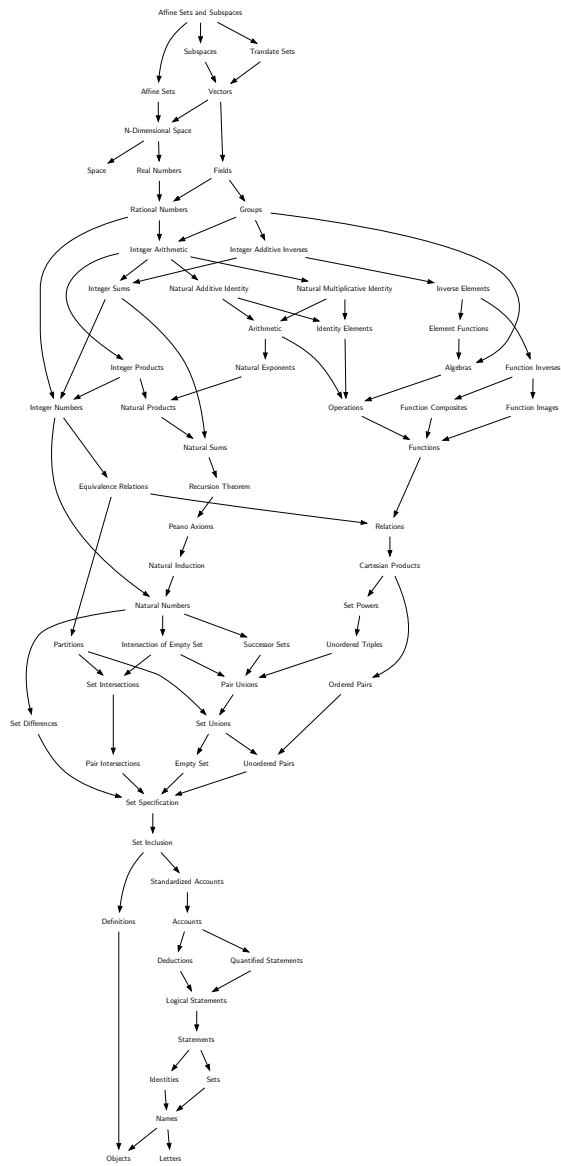 Affine Sets and Subspaces
Subspaces
Translate Sets
Affine Sets
Vectors
N-Dimensional Space
Space
Real Numbers
Fields
Rational Numbers
Groups
Integer Arithmetic
Integer Additive Inverses
Integer Sums
Natural Additive Identity
Natural Multiplicative Identity
Inverse Elements
Arithmetic
Identity Elements
Element Functions
Integer Products
Natural Exponents
Algebras
Function Inverses
Integer Numbers
Natural Products
Operations
Function Composites
Function Images
Natural Sums
Functions
Equivalence Relations
Recursion Theorem
Peano Axioms
Relations
Natural Induction
Cartesian Products
Natural Numbers
Set Powers
Partitions
Intersection of Empty Set
Successor Sets
Unordered Triples
Set Intersections
Pair Unions
Ordered Pairs
Set Differences
Set Unions
Pair Intersections
Empty Set
Unordered Pairs
Set Specification
Set Inclusion
Standardized Accounts
Definitions
Accounts
Deductions
Quantified Statements
Logical Statements
Statements
Identities
Sets
Names
Objects
Letters